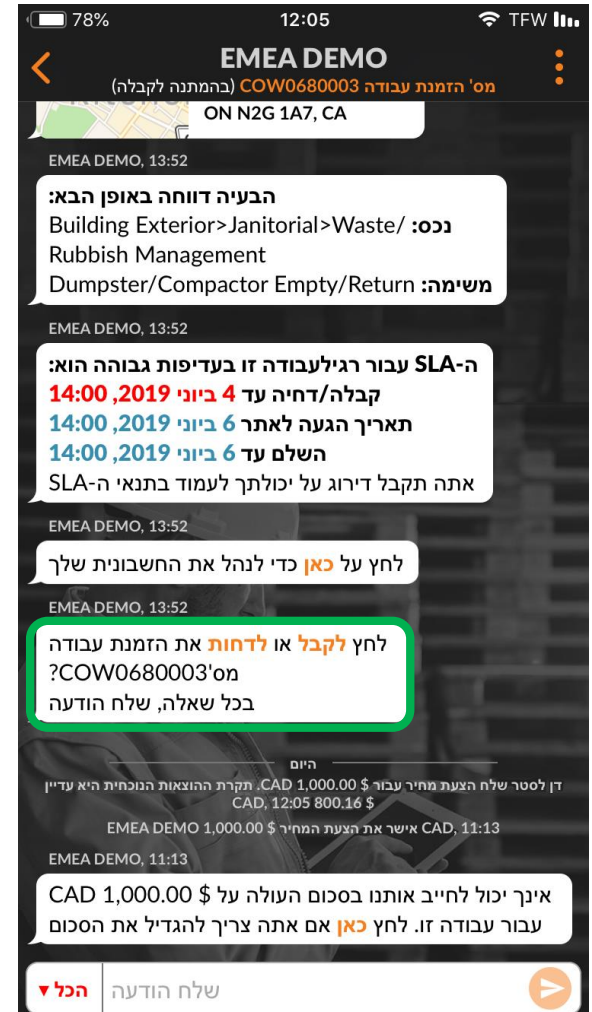 78%
12:05
TFW
EMEA DEMO
מס' הזמנת עבודה COW0680003 (בהמתנה לקבלה)
ON N2G 1A7, CA
EMEA DEMO, 13:52
הבעיה דווחה באופן הבא:
נכס: Building Exterior>Janitorial>Waste/
Rubbish Management
משימה: Dumpster/Compactor Empty/Return
EMEA DEMO, 13:52
ה-SLA עבור רגילעבודה זו בעדיפות גבוהה הוא:
קבלה/דחיה עד 4 ביוני 2019, 14:00
תאריך הגעה לאתר 6 ביוני 2019, 14:00
השלם עד 6 ביוני 2019, 14:00
אתה תקבל דירוג על יכולתך לעמוד בתנאי ה-SLA
EMEA DEMO, 13:52
לחץ על כאן כדי לנהל את החשבונית שלך
EMEA DEMO, 13:52
לחץ לקבל או לדחות את הזמנת עבודה
מס'COW0680003?
בכל שאלה, שלח הודעה
היום
דן לסטר שלח הצעת מחיר עבור $ CAD 1,000.00. תקרת ההוצאות הנוכחית היא עדיין
CAD, 12:05 800.16 $
EMEA DEMO 1,000.00 $ אישר את הצעת המחיר CAD, 11:13
EMEA DEMO, 11:13
אינך יכול לחייב אותנו בסכום העולה על $ CAD 1,000.00
עבור עבודה זו. לחץ כאן אם אתה צריך להגדיל את הסכום
הכל ▾
שלח הודעה